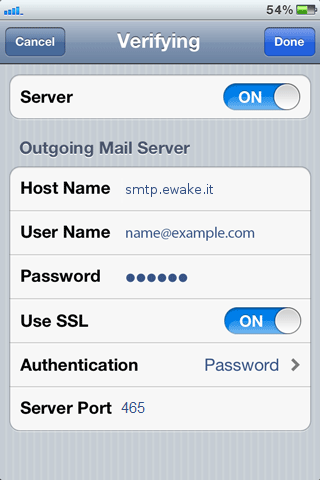 54%
Cancel Verifying Done
Server ON
Outgoing Mail Server
Host Name smtp.ewake.it
User Name name@example.com
Password ●●●●●●
Use SSL ON
Authentication Password
Server Port 465